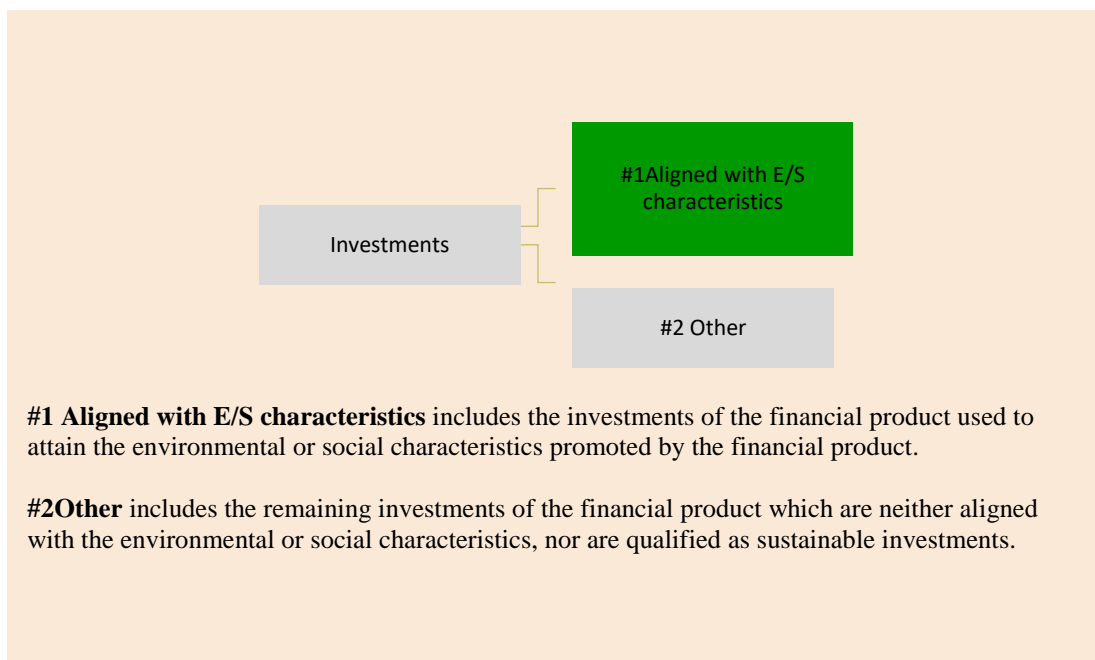 #1Aligned with E/S
characteristics
Investments
#2 Other
#1 Aligned with E/S characteristics includes the investments of the financial product used to
attain the environmental or social characteristics promoted by the financial product.
#2Other includes the remaining investments of the financial product which are neither aligned
with the environmental or social characteristics, nor are qualified as sustainable investments.